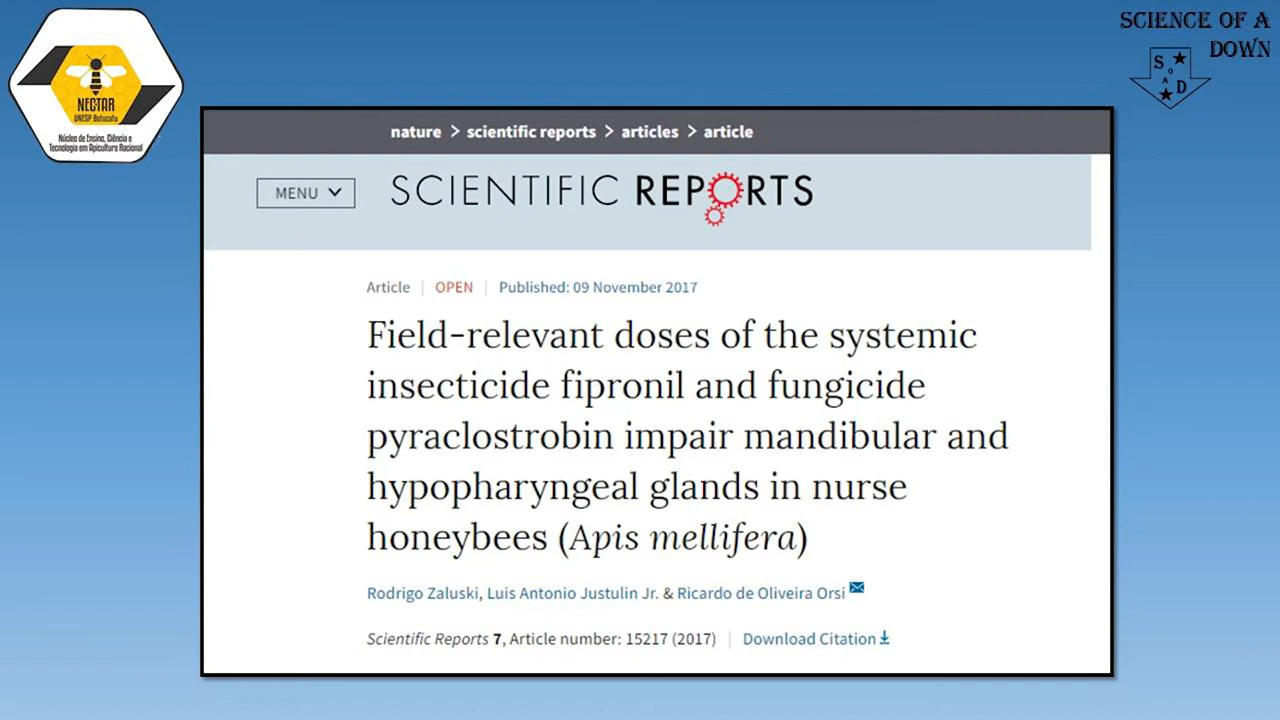 NECTAR
UNESP Botucatu
Núcleo de Ensino, Ciência e
Tecnologia em Apicultura Racional
SCIENCE OF A
DOWN
S
O
A
D
nature > scientific reports > articles > article
MENU
SCIENTIFIC REPORTS
Article | OPEN | Published: 09 November 2017
Field-relevant doses of the systemic
insecticide fipronil and fungicide
pyraclostrobin impair mandibular and
hypopharyngeal glands in nurse
honeybees (Apis mellifera)
Rodrigo Zaluski, Luis Antonio Justulin Jr. & Ricardo de Oliveira Orsi
Scientific Reports 7, Article number: 15217 (2017) | Download Citation